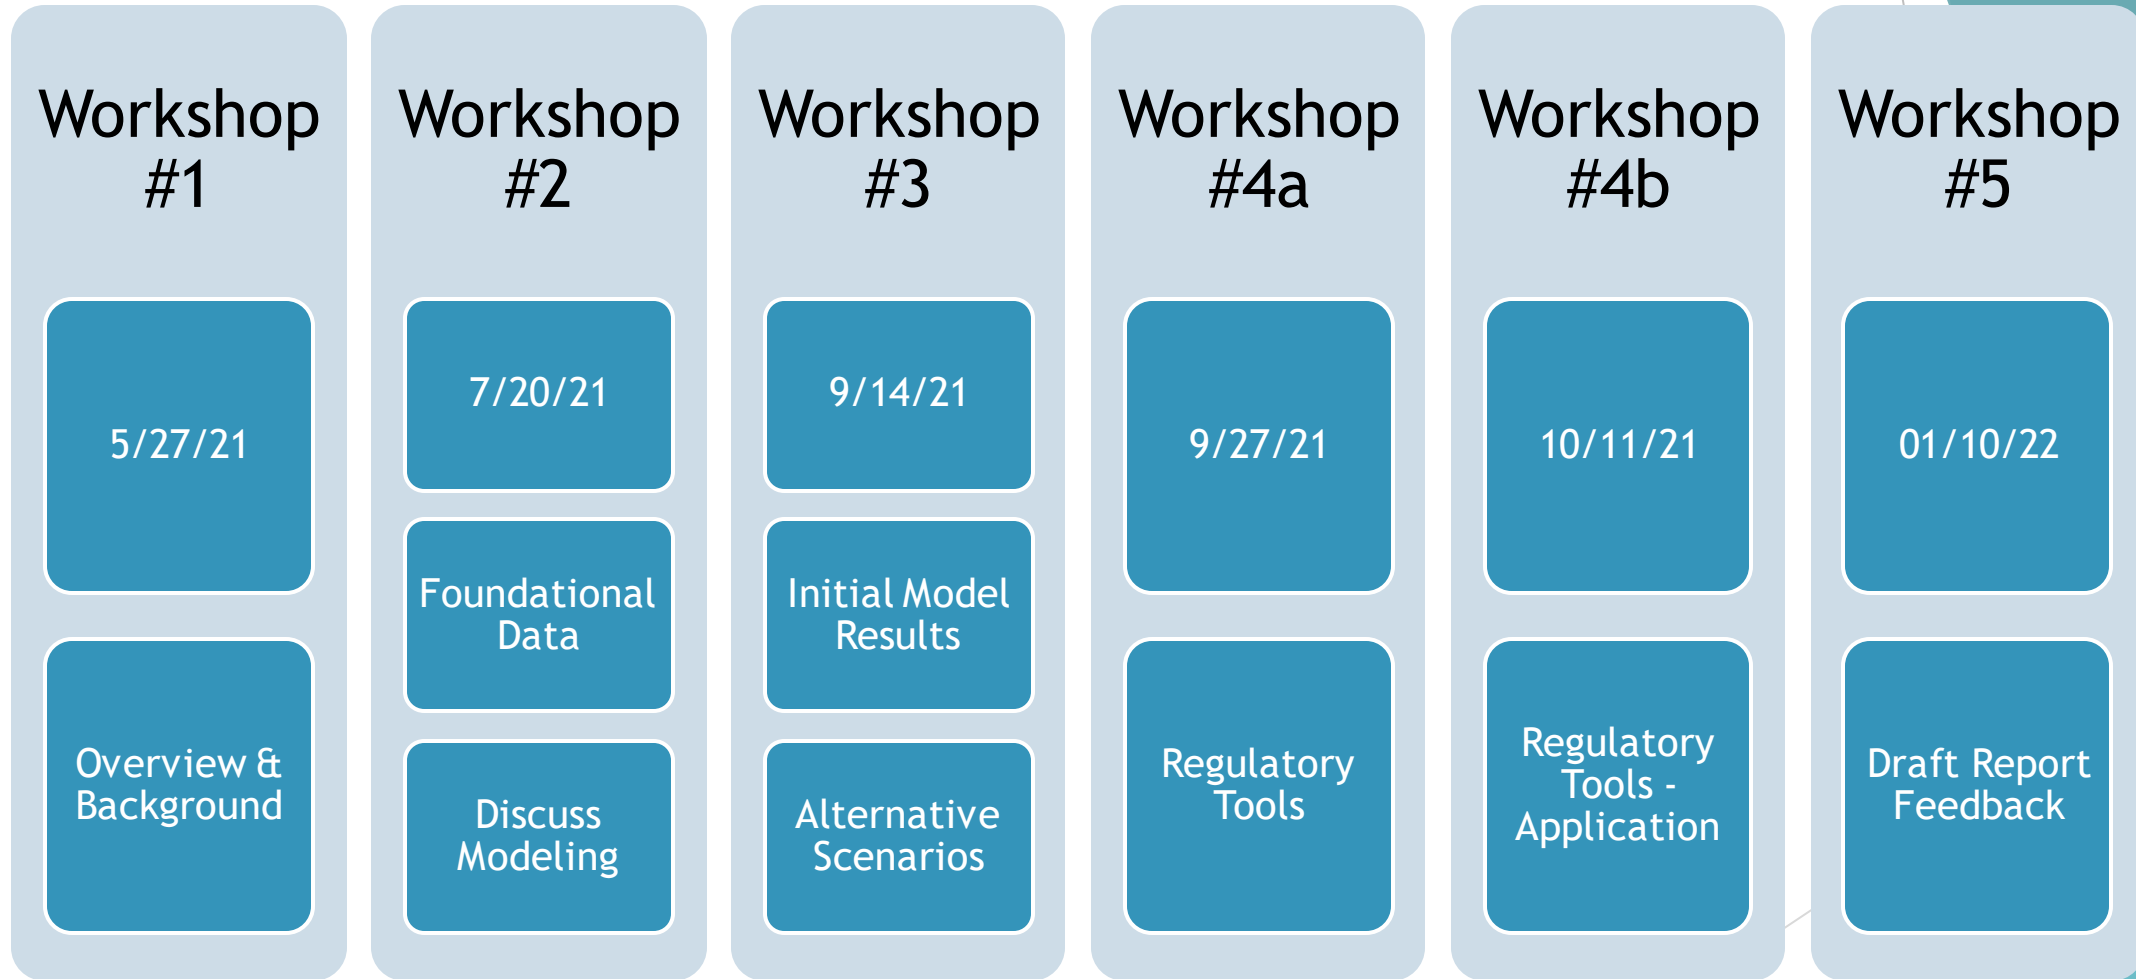 Workshop
#1
5/27/21
Overview &
Background
Workshop
#2
7/20/21
Foundational
Data
Discuss
Modeling
Workshop
#3
9/14/21
Initial Model
Results
Alternative
Scenarios
Workshop
#4a
9/27/21
Regulatory
Tools
Workshop
#4b
10/11/21
Regulatory
Tools -
Application
Workshop
#5
01/10/22
Draft Report
Feedback